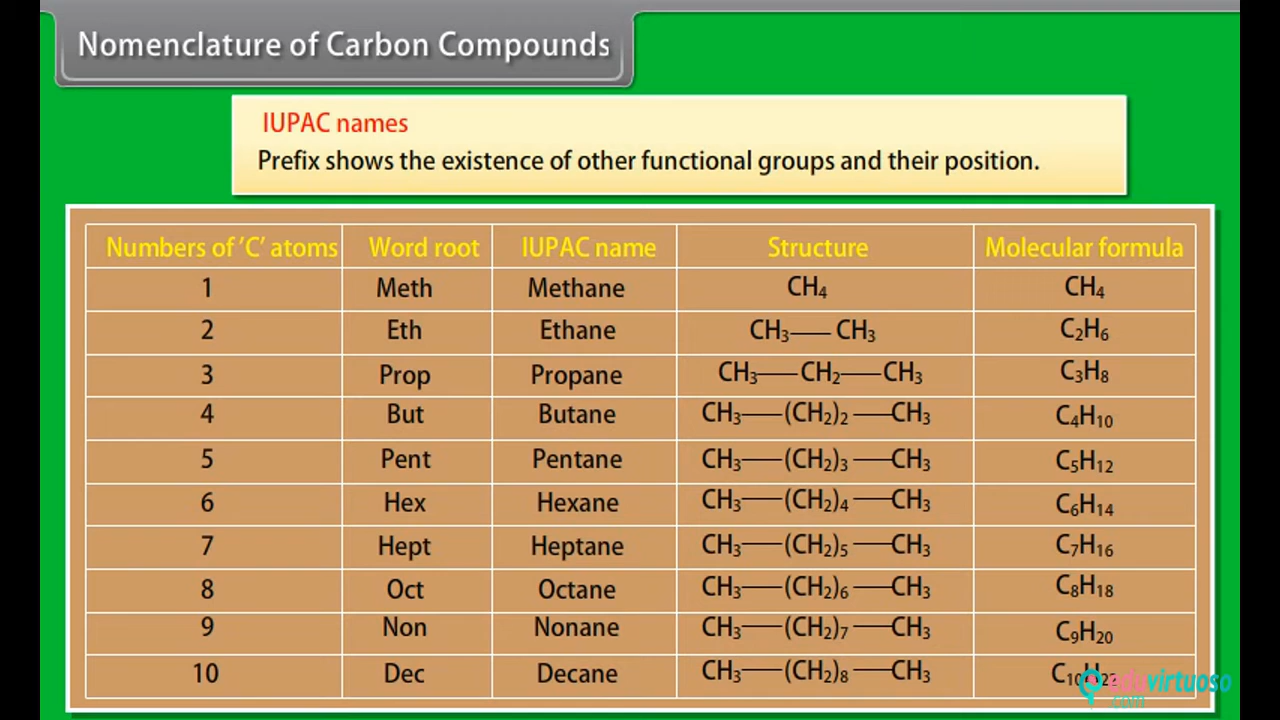 Nomenclature of Carbon Compounds
IUPAC names
Prefix shows the existence of other functional groups and their position.
Numbers of 'C' atoms Word root IUPAC name Structure Molecular formula
1 Meth Methane CH₄ CH₄
2 Eth Ethane CH₃—CH₃ C₂H₆
3 Prop Propane CH₃—CH₂—CH₃ C₃H₈
4 But Butane CH₃—(CH₂)₂—CH₃ C₄H₁₀
5 Pent Pentane CH₃—(CH₂)₃—CH₃ C₅H₁₂
6 Hex Hexane CH₃—(CH₂)₄—CH₃ C₆H₁₄
7 Hept Heptane CH₃—(CH₂)₅—CH₃ C₇H₁₆
8 Oct Octane CH₃—(CH₂)₆—CH₃ C₈H₁₈
9 Non Nonane CH₃—(CH₂)₇—CH₃ C₉H₂₀
10 Dec Decane CH₃—(CH₂)₈—CH₃
eduvirtuoso
.com